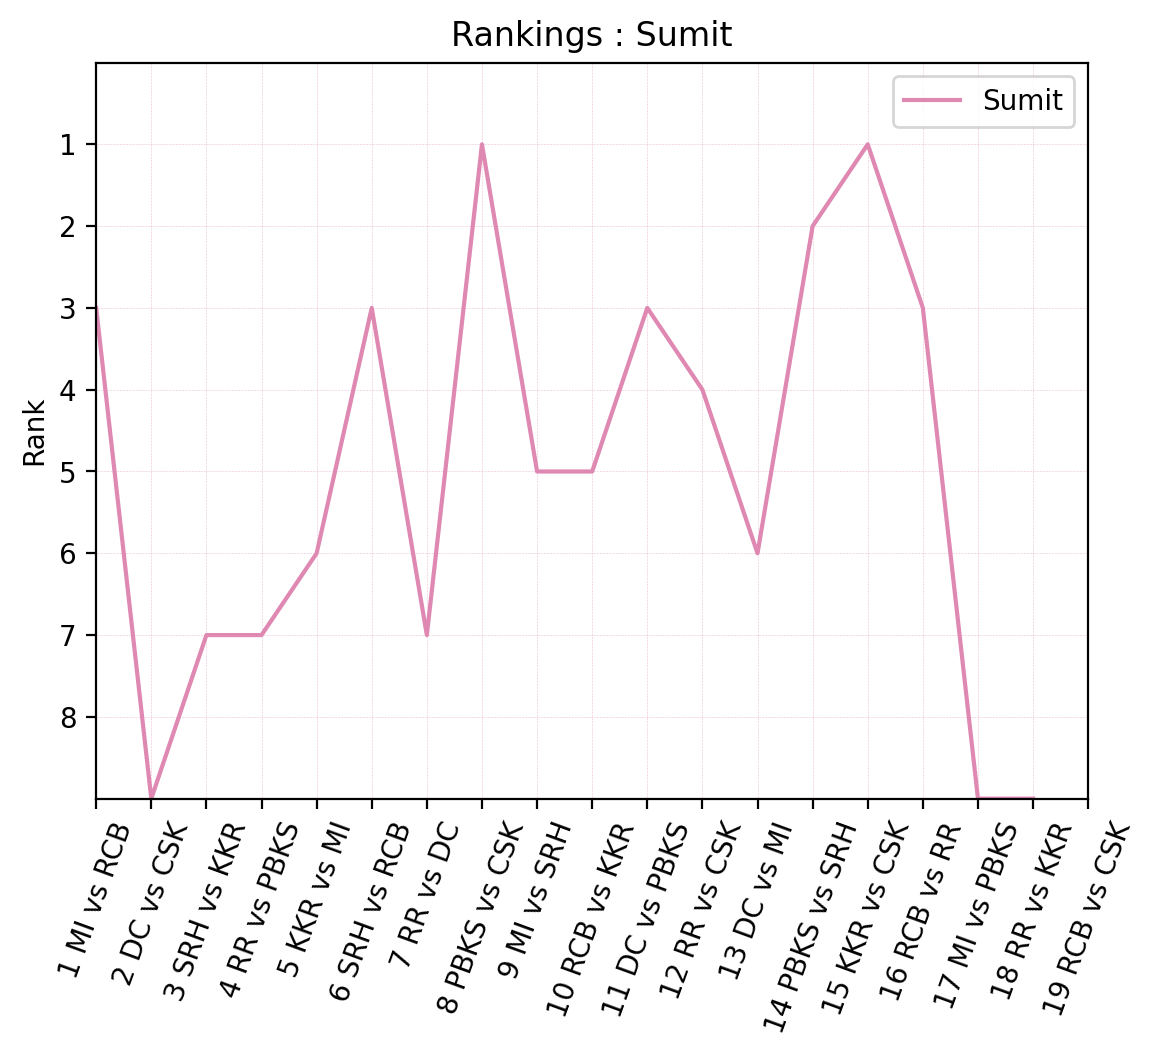 Rankings : Sumit
Sumit
Rank
1
2
3
4
5
6
7
8
1 MI vs RCB
2 DC vs CSK
3 SRH vs KKR
4 RR vs PBKS
5 KKR vs MI
6 SRH vs RCB
7 RR vs DC
8 PBKS vs CSK
9 MI vs SRH
10 RCB vs KKR
11 DC vs PBKS
12 RR vs CSK
13 DC vs MI
14 PBKS vs SRH
15 KKR vs CSK
16 RCB vs RR
17 MI vs PBKS
18 RR vs KKR
19 RCB vs CSK